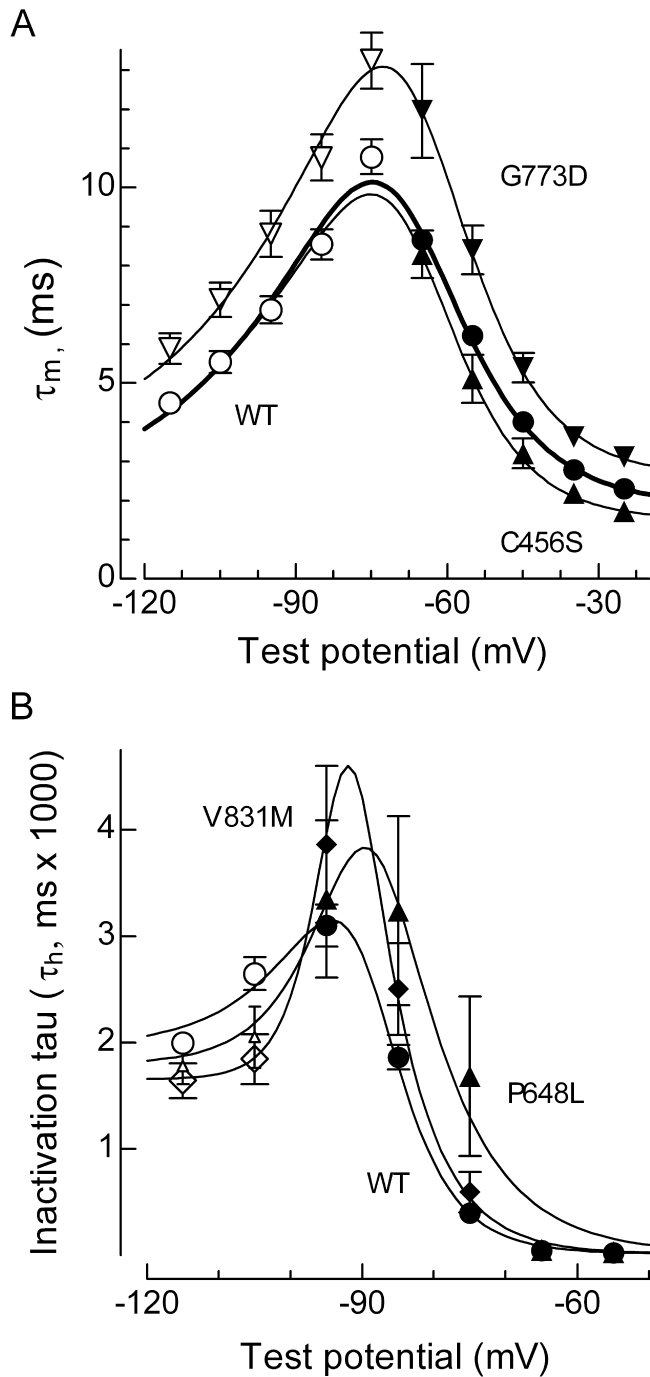 A
10
5
0
τm, (ms)
G773D
WT
C456S
-120 -90 -60 -30
Test potential (mV)
B
4
3
2
1
Inactivation tau ( τh, ms x 1000)
V831M
P648L
WT
-120 -90 -60
Test potential (mV)